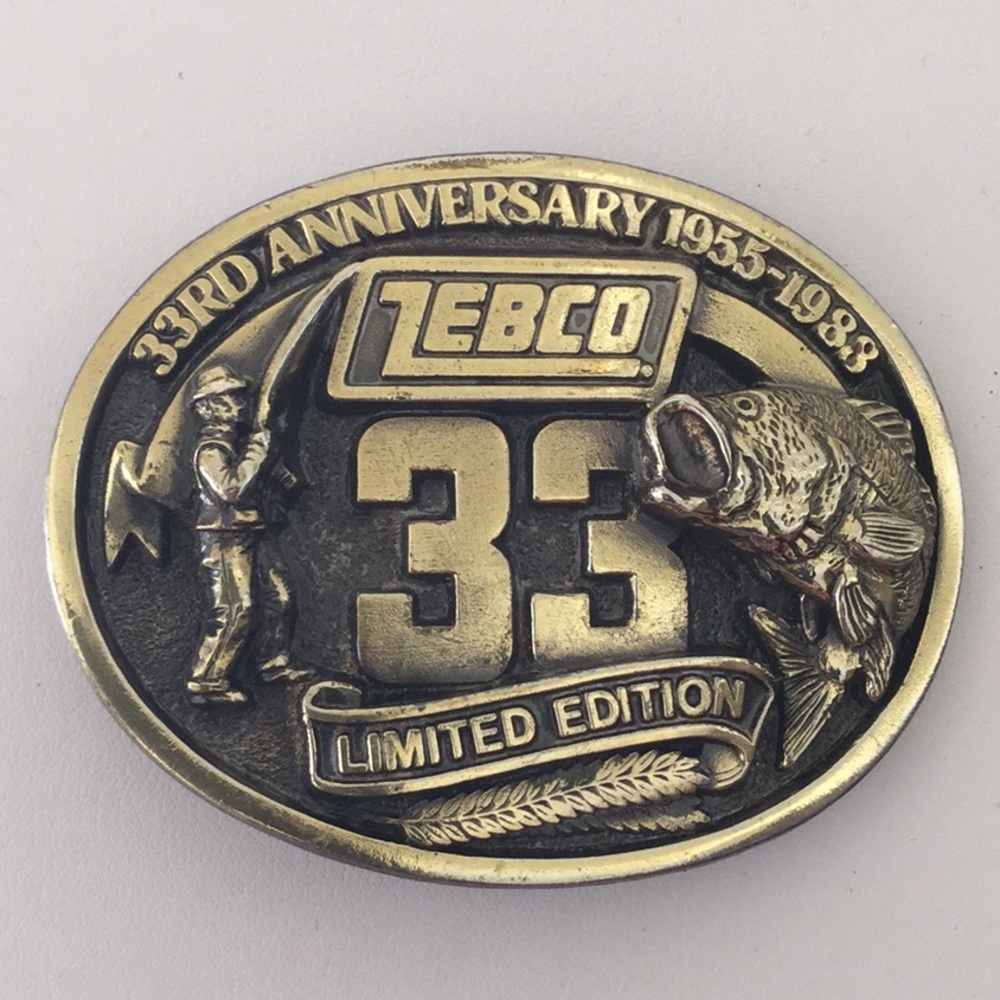 33RD ANNIVERSARY 1955-1988
ZEBCO®
33
LIMITED EDITION